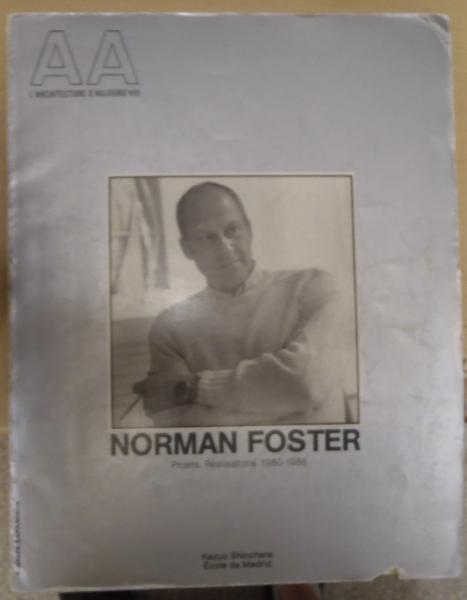 AA
L'ARCHITECTURE D'AUJOURD'HUI
NORMAN FOSTER
Projets, Réalisations 1980-1986
Kazuo Shinohara
École de Madrid